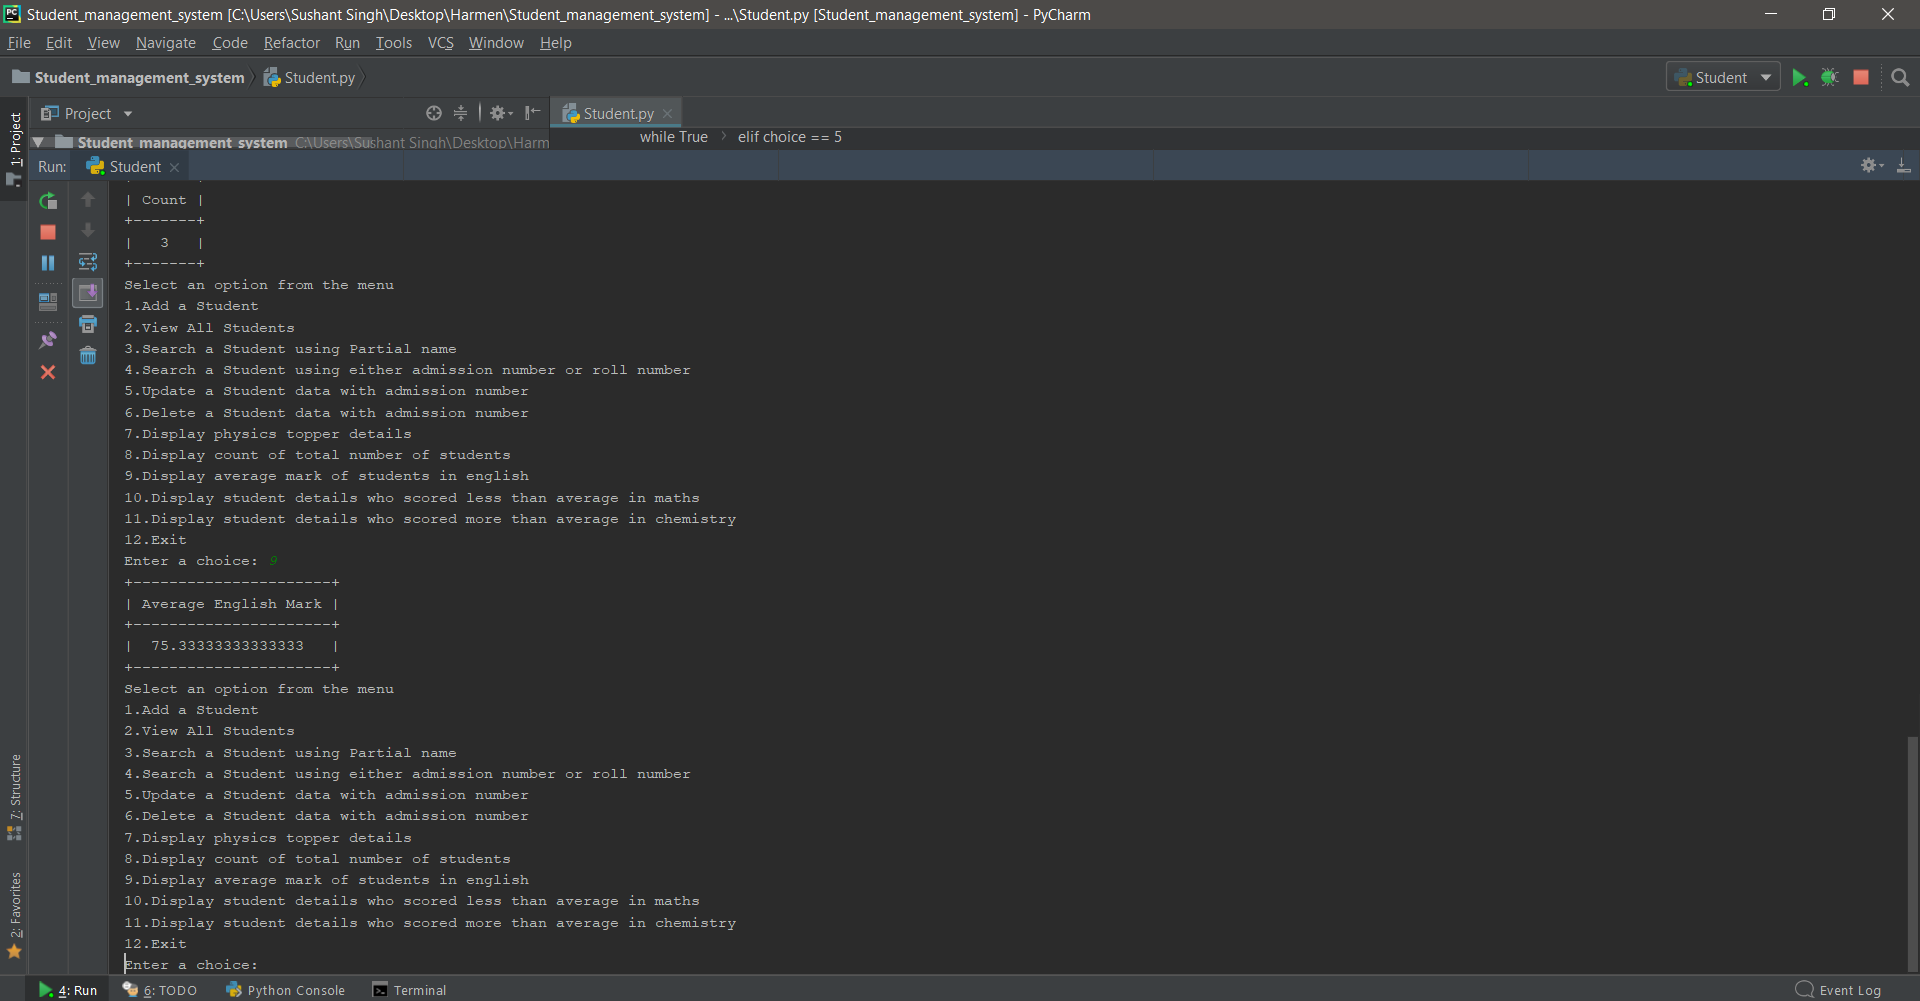 Student_management_system [C:\Users\Sushant Singh\Desktop\Harmen\Student_management_system] - ...\Student.py [Student_management_system] - PyCharm
File Edit View Navigate Code Refactor Run Tools VCS Window Help
Student_management_system Student.py Student
Project Student.py
1: Project
Student_management_system C:\Users\Sushant Singh\Desktop\Harm while True elif choice == 5
Run: Student
| Count |
+-------+
| 3 |
+-------+
Select an option from the menu
1.Add a Student
2.View All Students
3.Search a Student using Partial name
4.Search a Student using either admission number or roll number
5.Update a Student data with admission number
6.Delete a Student data with admission number
7.Display physics topper details
8.Display count of total number of students
9.Display average mark of students in english
10.Display student details who scored less than average in maths
11.Display student details who scored more than average in chemistry
12.Exit
Enter a choice: 9
+----------------------+
| Average English Mark |
+----------------------+
| 75.33333333333333 |
+----------------------+
Select an option from the menu
1.Add a Student
2.View All Students
3.Search a Student using Partial name
4.Search a Student using either admission number or roll number
5.Update a Student data with admission number
6.Delete a Student data with admission number
7.Display physics topper details
8.Display count of total number of students
9.Display average mark of students in english
10.Display student details who scored less than average in maths
11.Display student details who scored more than average in chemistry
12.Exit
Enter a choice:
7: Structure
2: Favorites
4: Run 6: TODO Python Console Terminal Event Log